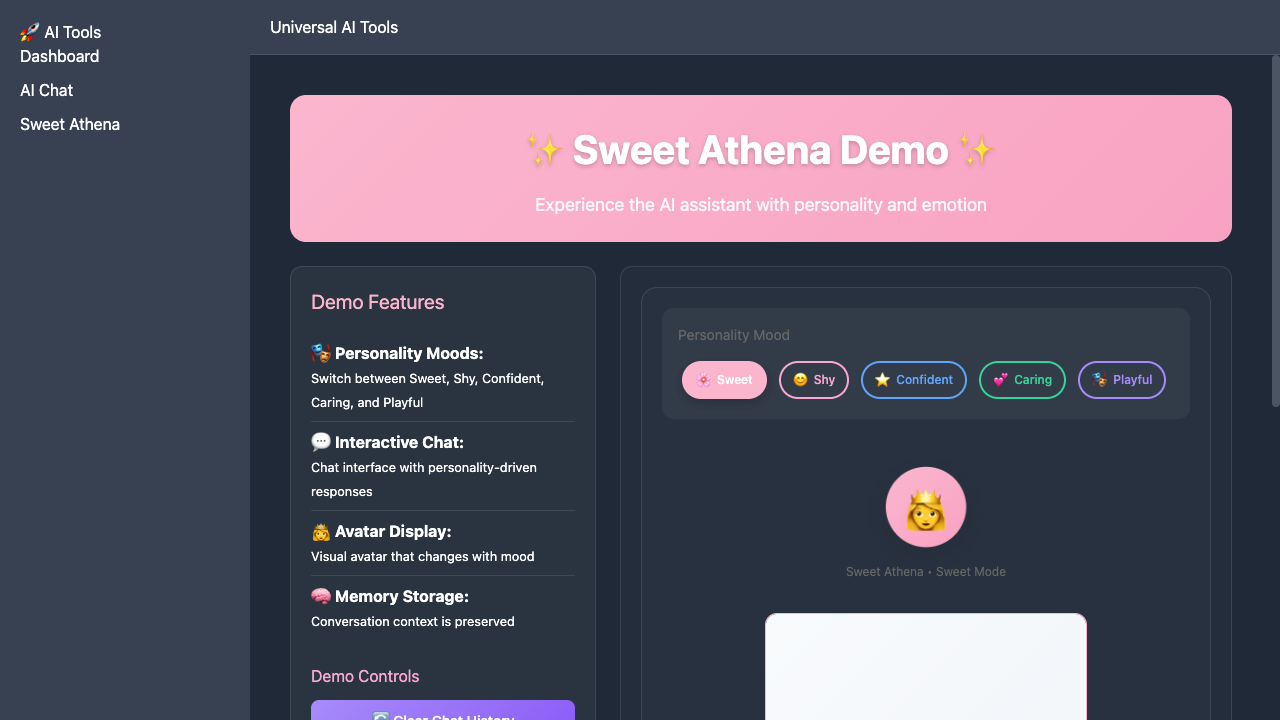 🚀 AI Tools
Dashboard
AI Chat
Sweet Athena
Universal AI Tools
✨ Sweet Athena Demo ✨
Experience the AI assistant with personality and emotion
Demo Features
🎭 Personality Moods:
Switch between Sweet, Shy, Confident,
Caring, and Playful
💬 Interactive Chat:
Chat interface with personality-driven
responses
👸 Avatar Display:
Visual avatar that changes with mood
🧠 Memory Storage:
Conversation context is preserved
Demo Controls
🔄 Clear Chat History
Personality Mood
🌸 Sweet
😊 Shy
⭐ Confident
💕 Caring
🎭 Playful
Sweet Athena • Sweet Mode